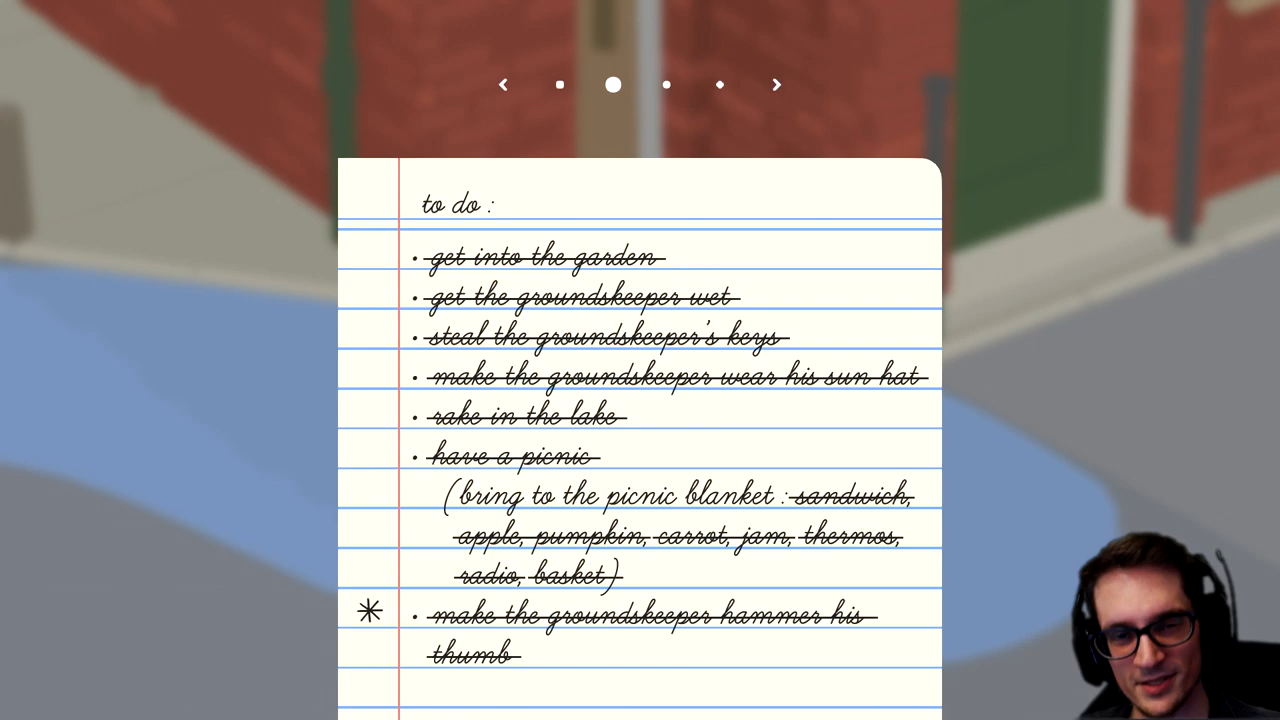 to do :
• get into the garden
• get the groundskeeper wet
• steal the groundskeeper's keys
• make the groundskeeper wear his sun hat
• rake in the lake
• have a picnic
(bring to the picnic blanket : sandwich,
apple, pumpkin, carrot, jam, thermos,
radio, basket)
• make the groundskeeper hammer his
thumb